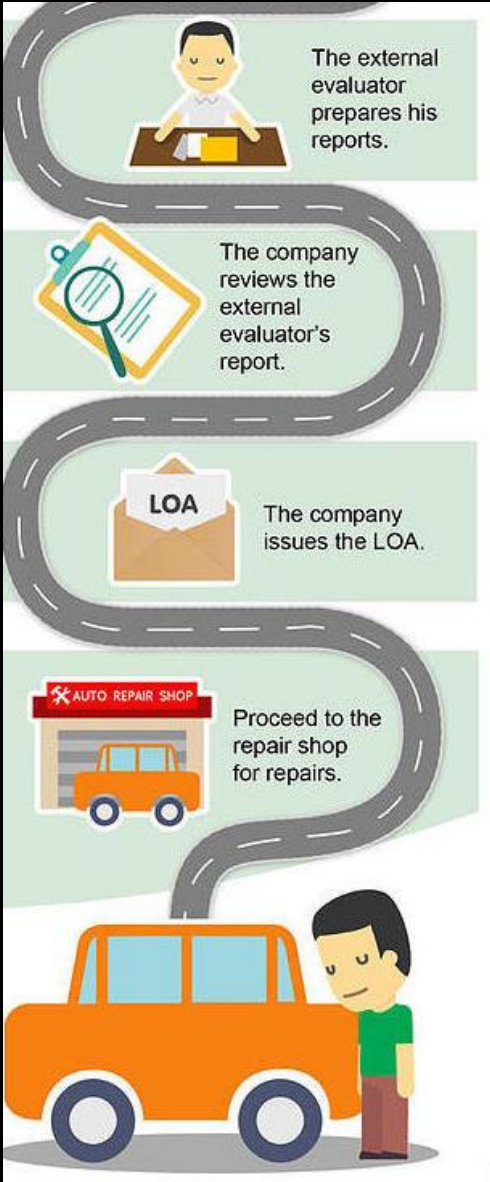 The external
evaluator
prepares his
reports.
The company
reviews the
external
evaluator's
report.
LOA
The company
issues the LOA.
AUTO REPAIR SHOP
Proceed to the
repair shop
for repairs.